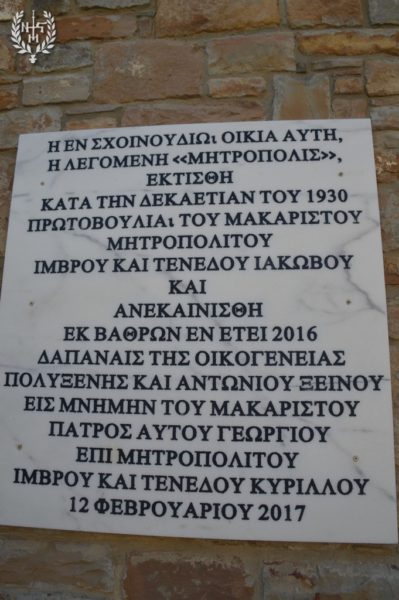 Η ΕΝ ΣΧΟΙΝΟΥΔΙΩι ΟΙΚΙΑ ΑΥΤΗ,
Η ΛΕΓΟΜΕΝΗ <<ΜΗΤΡΟΠΟΛΙΣ>>,
ΕΚΤΙΣΘΗ
ΚΑΤΑ ΤΗΝ ΔΕΚΑΕΤΙΑΝ ΤΟΥ 1930
ΠΡΩΤΟΒΟΥΛΙΑι ΤΟΥ ΜΑΚΑΡΙΣΤΟΥ
ΜΗΤΡΟΠΟΛΙΤΟΥ
ΙΜΒΡΟΥ ΚΑΙ ΤΕΝΕΔΟΥ ΙΑΚΩΒΟΥ
ΚΑΙ
ΑΝΕΚΑΙΝΙΣΘΗ
ΕΚ ΒΑΘΡΩΝ ΕΝ ΕΤΕΙ 2016
ΔΑΠΑΝΑΙΣ ΤΗΣ ΟΙΚΟΓΕΝΕΙΑΣ
ΠΟΛΥΞΕΝΗΣ ΚΑΙ ΑΝΤΩΝΙΟΥ ΞΕΙΝΟΥ
ΕΙΣ ΜΝΗΜΗΝ ΤΟΥ ΜΑΚΑΡΙΣΤΟΥ
ΠΑΤΡΟΣ ΑΥΤΟΥ ΓΕΩΡΓΙΟΥ
ΕΠΙ ΜΗΤΡΟΠΟΛΙΤΟΥ
ΙΜΒΡΟΥ ΚΑΙ ΤΕΝΕΔΟΥ ΚΥΡΙΛΛΟΥ
12 ΦΕΒΡΟΥΑΡΙΟΥ 2017